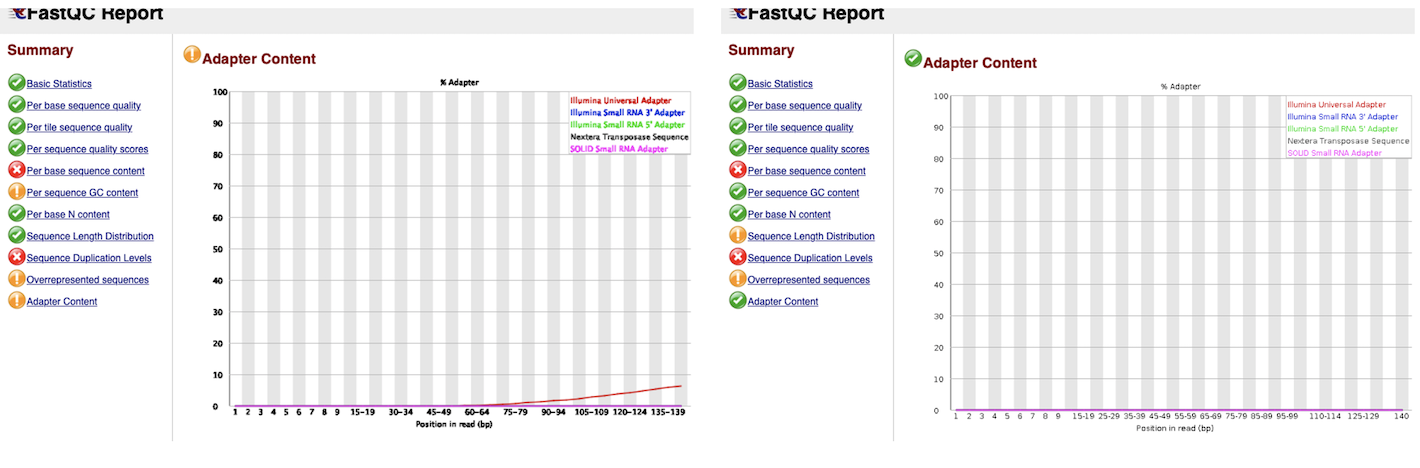 FastQC Report
Summary
Basic Statistics
Per base sequence quality
Per tile sequence quality
Per sequence quality scores
Per base sequence content
Per sequence GC content
Per base N content
Sequence Length Distribution
Sequence Duplication Levels
Overrepresented sequences
Adapter Content
Adapter Content
% Adapter
Illumina Universal Adapter
Illumina Small RNA 3' Adapter
Illumina Small RNA 5' Adapter
Nextera Transposase Sequence
SOLID Small RNA Adapter
100
90
80
70
60
50
40
30
20
10
0
1 2 3 4 5 6 7 8 9 15-19 30-34 45-49 60-64 75-79 90-94 105-109 120-124 135-139
Position in read (bp)
FastQC Report
Summary
Basic Statistics
Per base sequence quality
Per tile sequence quality
Per sequence quality scores
Per base sequence content
Per sequence GC content
Per base N content
Sequence Length Distribution
Sequence Duplication Levels
Overrepresented sequences
Adapter Content
Adapter Content
% Adapter
Illumina Universal Adapter
Illumina Small RNA 3' Adapter
Illumina Small RNA 5' Adapter
Nextera Transposase Sequence
SOLID Small RNA Adapter
100
90
80
70
60
50
40
30
20
10
0
1 2 3 4 5 6 7 8 9 15-19 25-29 35-39 45-49 55-59 65-69 75-79 85-89 95-99 110-114 125-129 140
Position in read (bp)